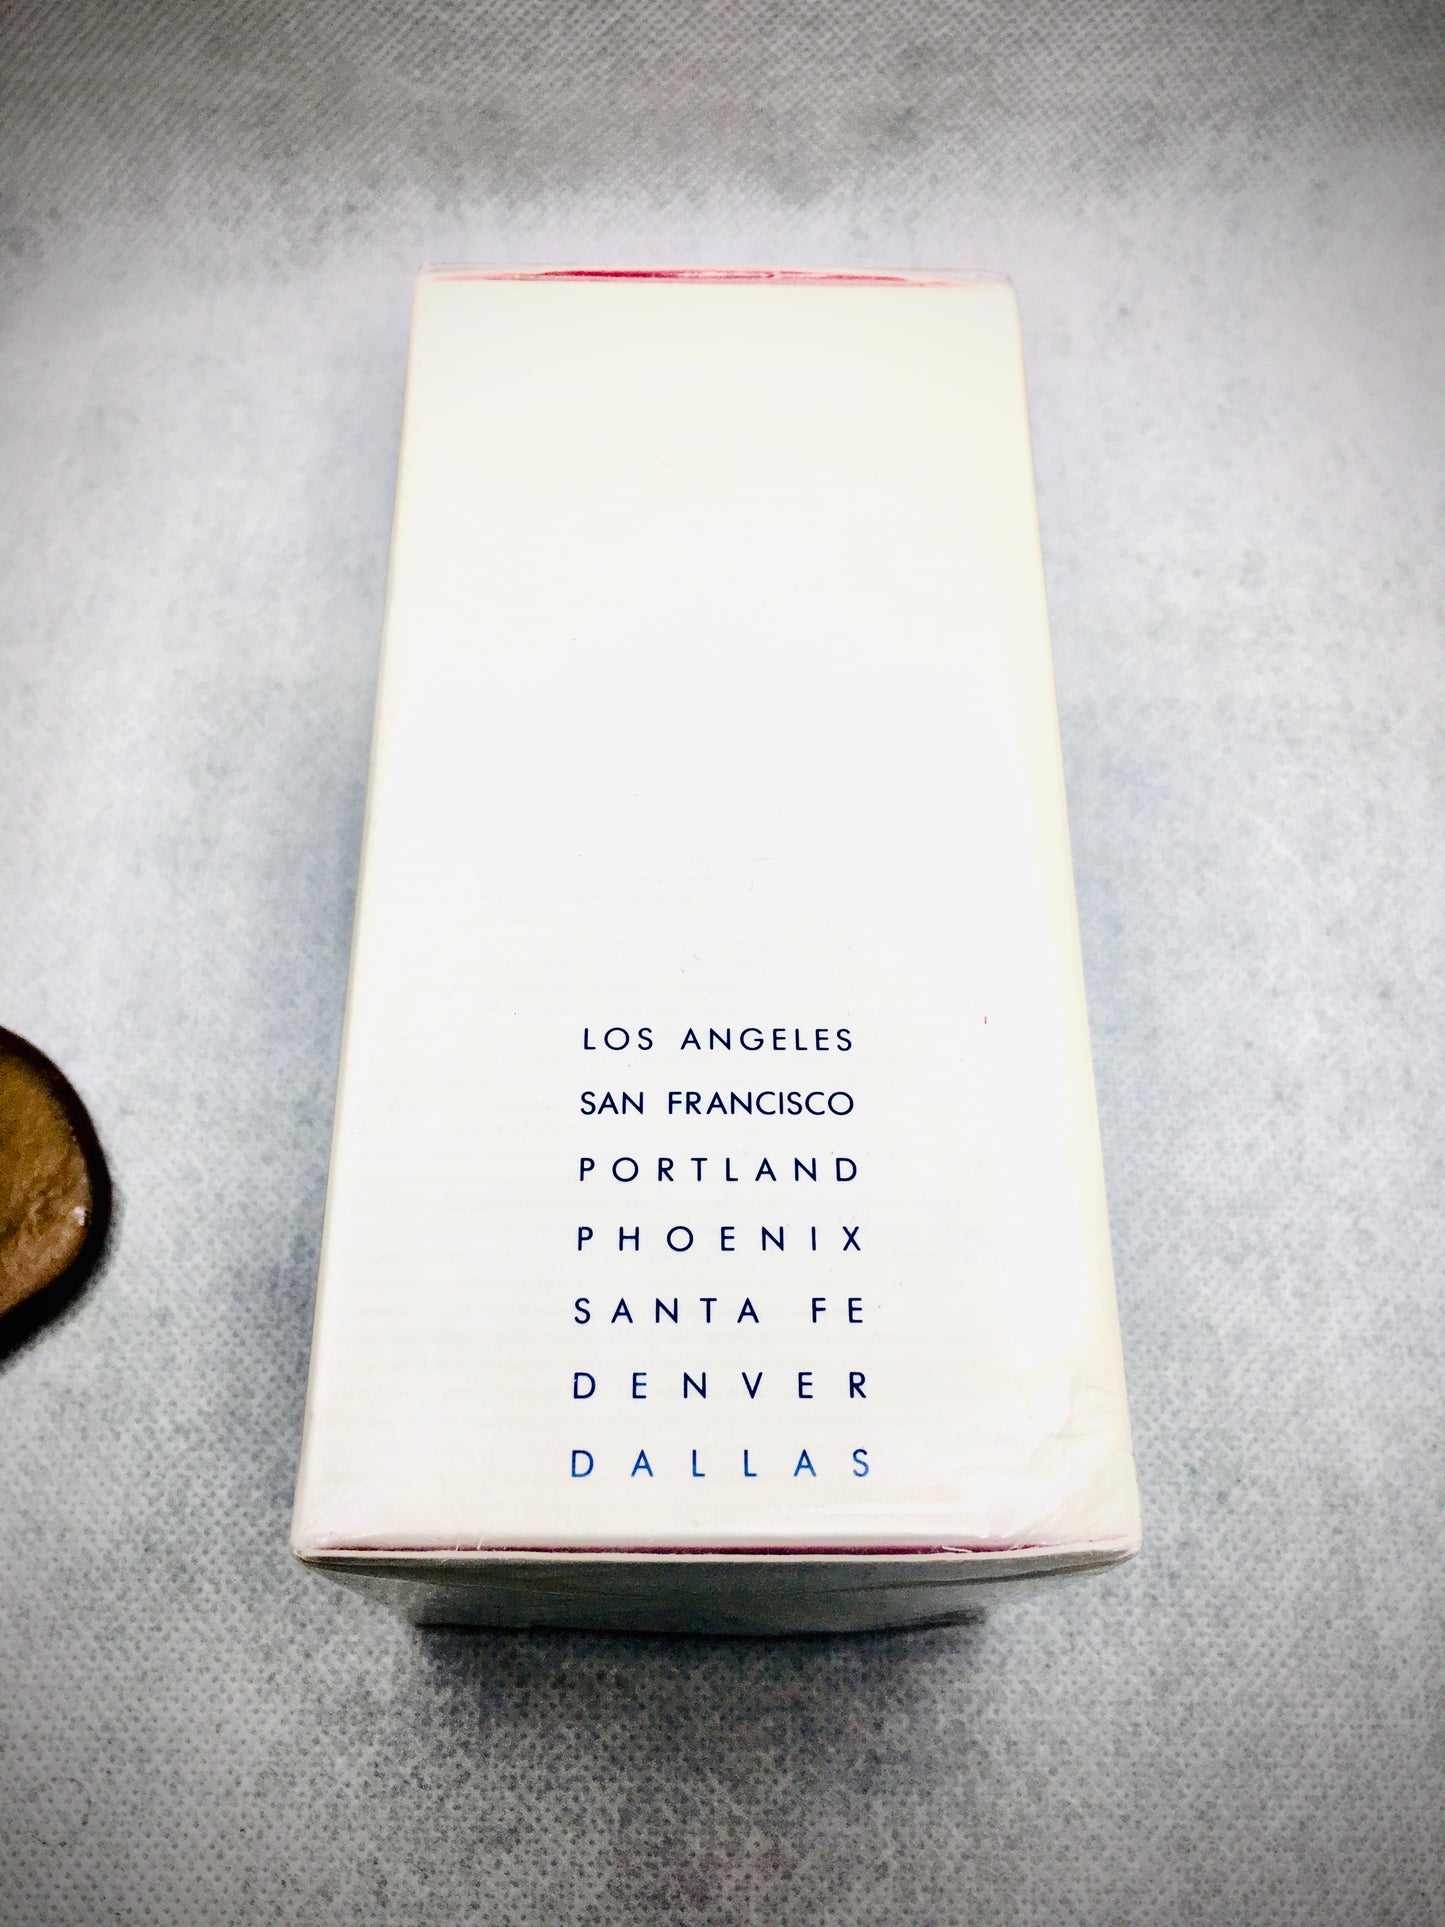 LOS ANGELES
SAN FRANCISCO
PORTLAND
PHOENIX
SANTA FE
DENVER
DALLAS